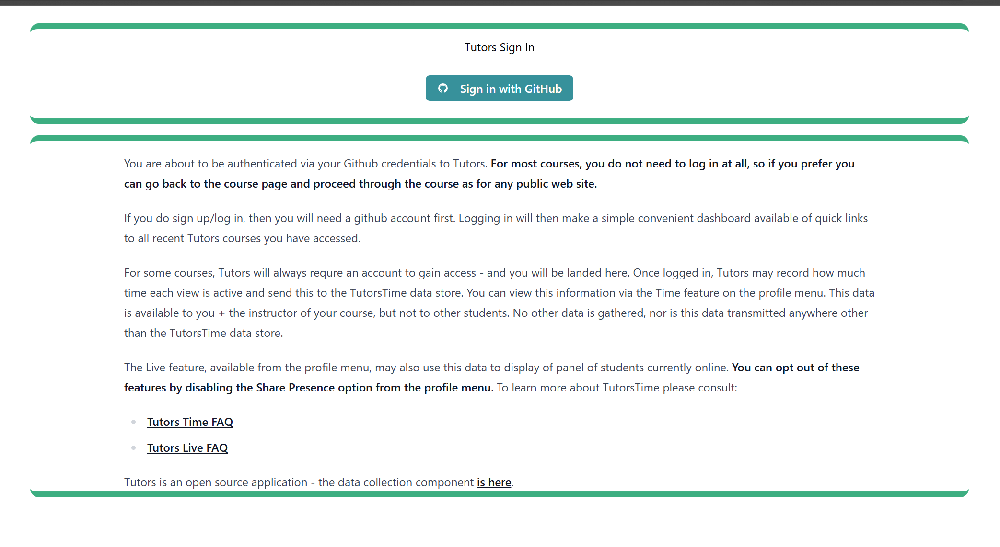 Tutors Sign In
Sign in with GitHub
You are about to be authenticated via your Github credentials to Tutors. For most courses, you do not need to log in at all, so if you prefer you
can go back to the course page and proceed through the course as for any public web site.
If you do sign up/log in, then you will need a github account first. Logging in will then make a simple convenient dashboard available of quick links
to all recent Tutors courses you have accessed.
For some courses, Tutors will always requre an account to gain access - and you will be landed here. Once logged in, Tutors may record how much
time each view is active and send this to the TutorsTime data store. You can view this information via the Time feature on the profile menu. This data
is available to you + the instructor of your course, but not to other students. No other data is gathered, nor is this data transmitted anywhere other
than the TutorsTime data store.
The Live feature, available from the profile menu, may also use this data to display of panel of students currently online. You can opt out of these
features by disabling the Share Presence option from the profile menu. To learn more about TutorsTime please consult:
Tutors Time FAQ
Tutors Live FAQ
Tutors is an open source application - the data collection component is here.